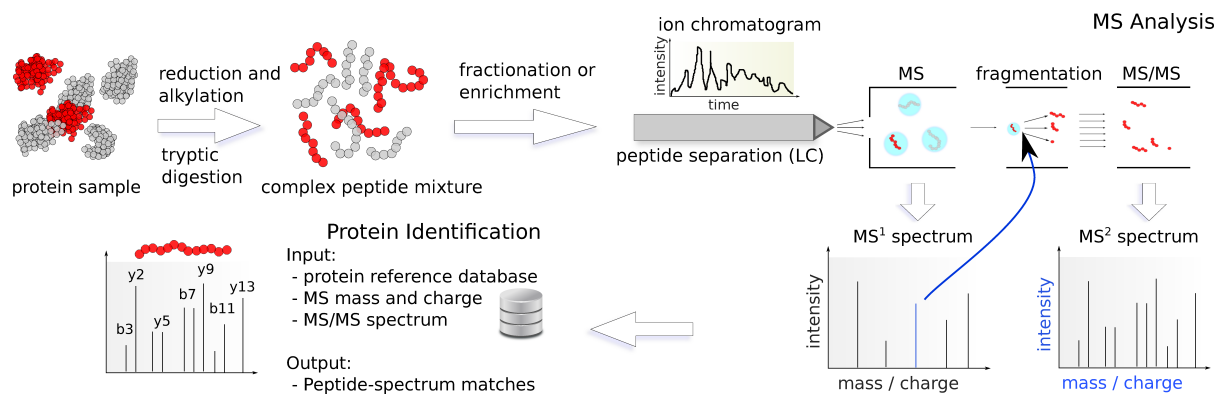 MS Analysis
ion chromatogram
intensity
time
reduction and
alkylation
tryptic
digestion
fractionation or
enrichment
MS
fragmentation
MS/MS
peptide separation (LC)
protein sample
complex peptide mixture
Protein Identification
Input:
- protein reference database
- MS mass and charge
- MS/MS spectrum
Output:
- Peptide-spectrum matches
b3
y2
y5
b7
y9
b11
y13
MS¹ spectrum
intensity
mass / charge
MS² spectrum
intensity
mass / charge